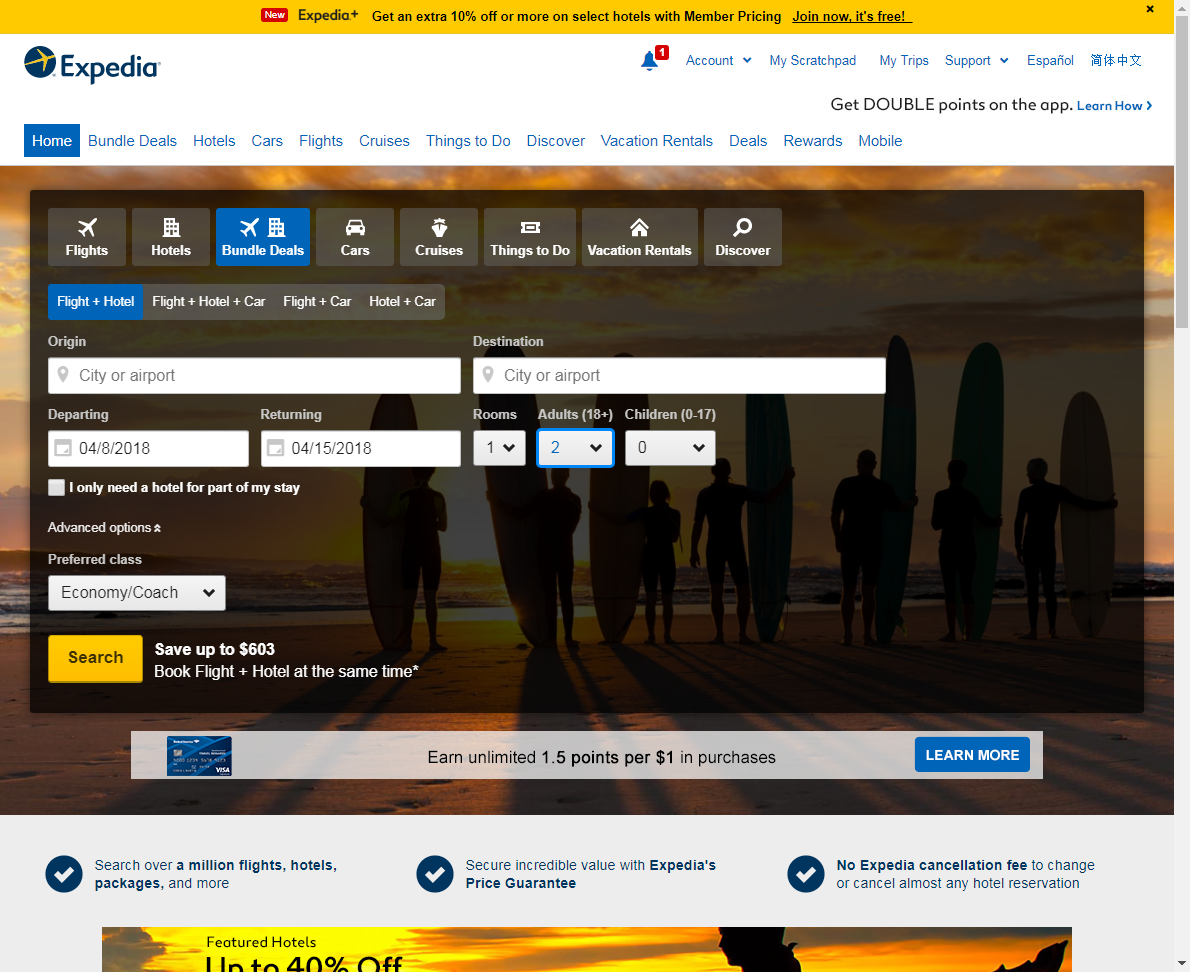 New Expedia+ Get an extra 10% off or more on select hotels with Member Pricing Join now, it's free!
Expedia
1 Account My Scratchpad My Trips Support Español 简体中文
Get DOUBLE points on the app. Learn How
Home Bundle Deals Hotels Cars Flights Cruises Things to Do Discover Vacation Rentals Deals Rewards Mobile
Flights Hotels Bundle Deals Cars Cruises Things to Do Vacation Rentals Discover
Flight + Hotel Flight + Hotel + Car Flight + Car Hotel + Car
Origin Destination
City or airport City or airport
Departing Returning Rooms Adults (18+) Children (0-17)
04/8/2018 04/15/2018 1 2 0
I only need a hotel for part of my stay
Advanced options
Preferred class
Economy/Coach
Search Save up to $603
Book Flight + Hotel at the same time*
Earn unlimited 1.5 points per $1 in purchases LEARN MORE
VISA
Search over a million flights, hotels,
packages, and more
Secure incredible value with Expedia's
Price Guarantee
No Expedia cancellation fee to change
or cancel almost any hotel reservation
Featured Hotels
Up to 40% Off